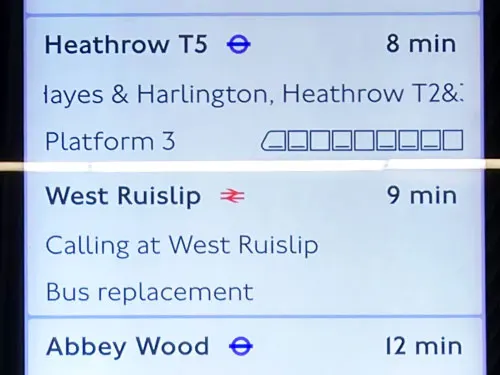 Heathrow T5 8 min
Hayes & Harlington, Heathrow T2&
Platform 3
West Ruislip 9 min
Calling at West Ruislip
Bus replacement
Abbey Wood 12 min